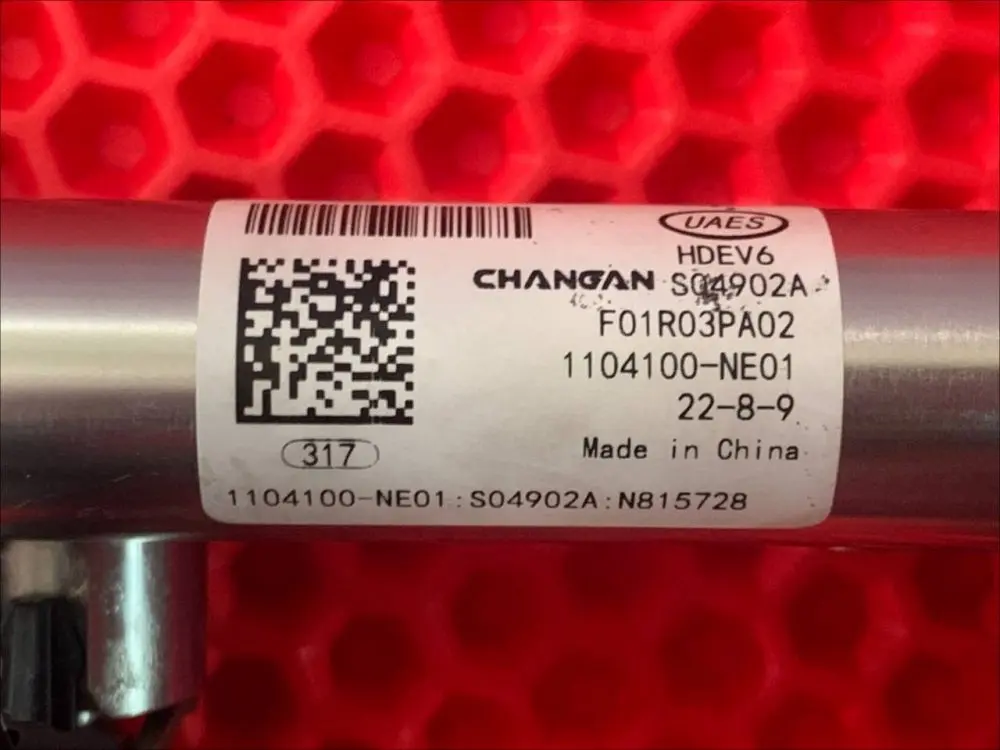 UAES
HDEV6
CHANGAN S04902A
F01R03PA02
1104100-NE01
22-8-9
317
Made in China
1104100-NE01:S04902A:N815728